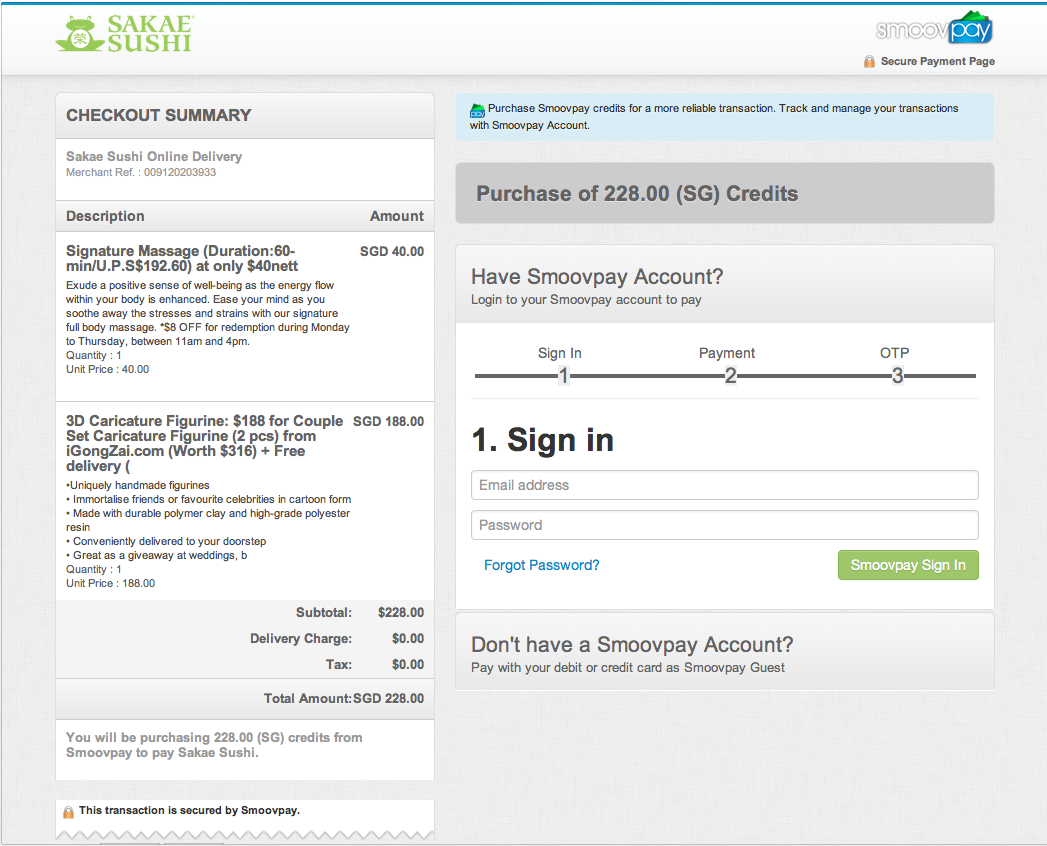 SAKAE
SUSHI
榮
smoovpay
Secure Payment Page
CHECKOUT SUMMARY
Sakae Sushi Online Delivery
Merchant Ref. : 009120203933
Description Amount
Signature Massage (Duration:60- SGD 40.00
min/U.P.S$192.60) at only $40nett
Exude a positive sense of well-being as the energy flow
within your body is enhanced. Ease your mind as you
soothe away the stresses and strains with our signature
full body massage. *$8 OFF for redemption during Monday
to Thursday, between 11am and 4pm.
Quantity : 1
Unit Price : 40.00
3D Caricature Figurine: $188 for Couple SGD 188.00
Set Caricature Figurine (2 pcs) from
iGongZai.com (Worth $316) + Free
delivery (
•Uniquely handmade figurines
• Immortalise friends or favourite celebrities in cartoon form
• Made with durable polymer clay and high-grade polyester
resin
• Conveniently delivered to your doorstep
• Great as a giveaway at weddings, b
Quantity : 1
Unit Price : 188.00
Subtotal: $228.00
Delivery Charge: $0.00
Tax: $0.00
Total Amount:SGD 228.00
You will be purchasing 228.00 (SG) credits from
Smoovpay to pay Sakae Sushi.
This transaction is secured by Smoovpay.
pay Purchase Smoovpay credits for a more reliable transaction. Track and manage your transactions
with Smoovpay Account.
Purchase of 228.00 (SG) Credits
Have Smoovpay Account?
Login to your Smoovpay account to pay
Sign In Payment OTP
1 2 3
1. Sign in
Email address
Password
Forgot Password? Smoovpay Sign In
Don't have a Smoovpay Account?
Pay with your debit or credit card as Smoovpay Guest